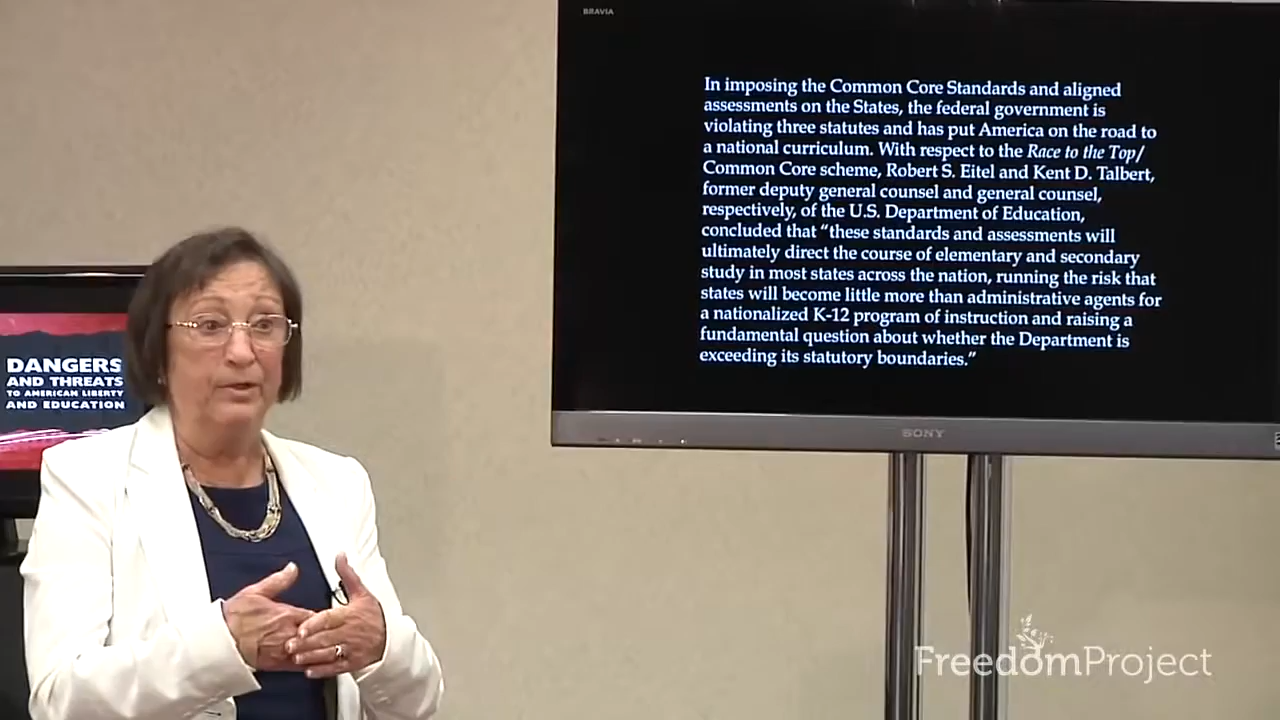 BRAVIA
In imposing the Common Core Standards and aligned
assessments on the States, the federal government is
violating three statutes and has put America on the road to
a national curriculum. With respect to the Race to the Top/
Common Core scheme, Robert S. Eitel and Kent D. Talbert,
former deputy general counsel and general counsel,
respectively, of the U.S. Department of Education,
concluded that “these standards and assessments will
ultimately direct the course of elementary and secondary
study in most states across the nation, running the risk that
states will become little more than administrative agents for
a nationalized K-12 program of instruction and raising a
fundamental question about whether the Department is
exceeding its statutory boundaries.”
SONY
DANGERS
AND THREATS
TO AMERICAN LIBERTY
AND EDUCATION
FreedomProject